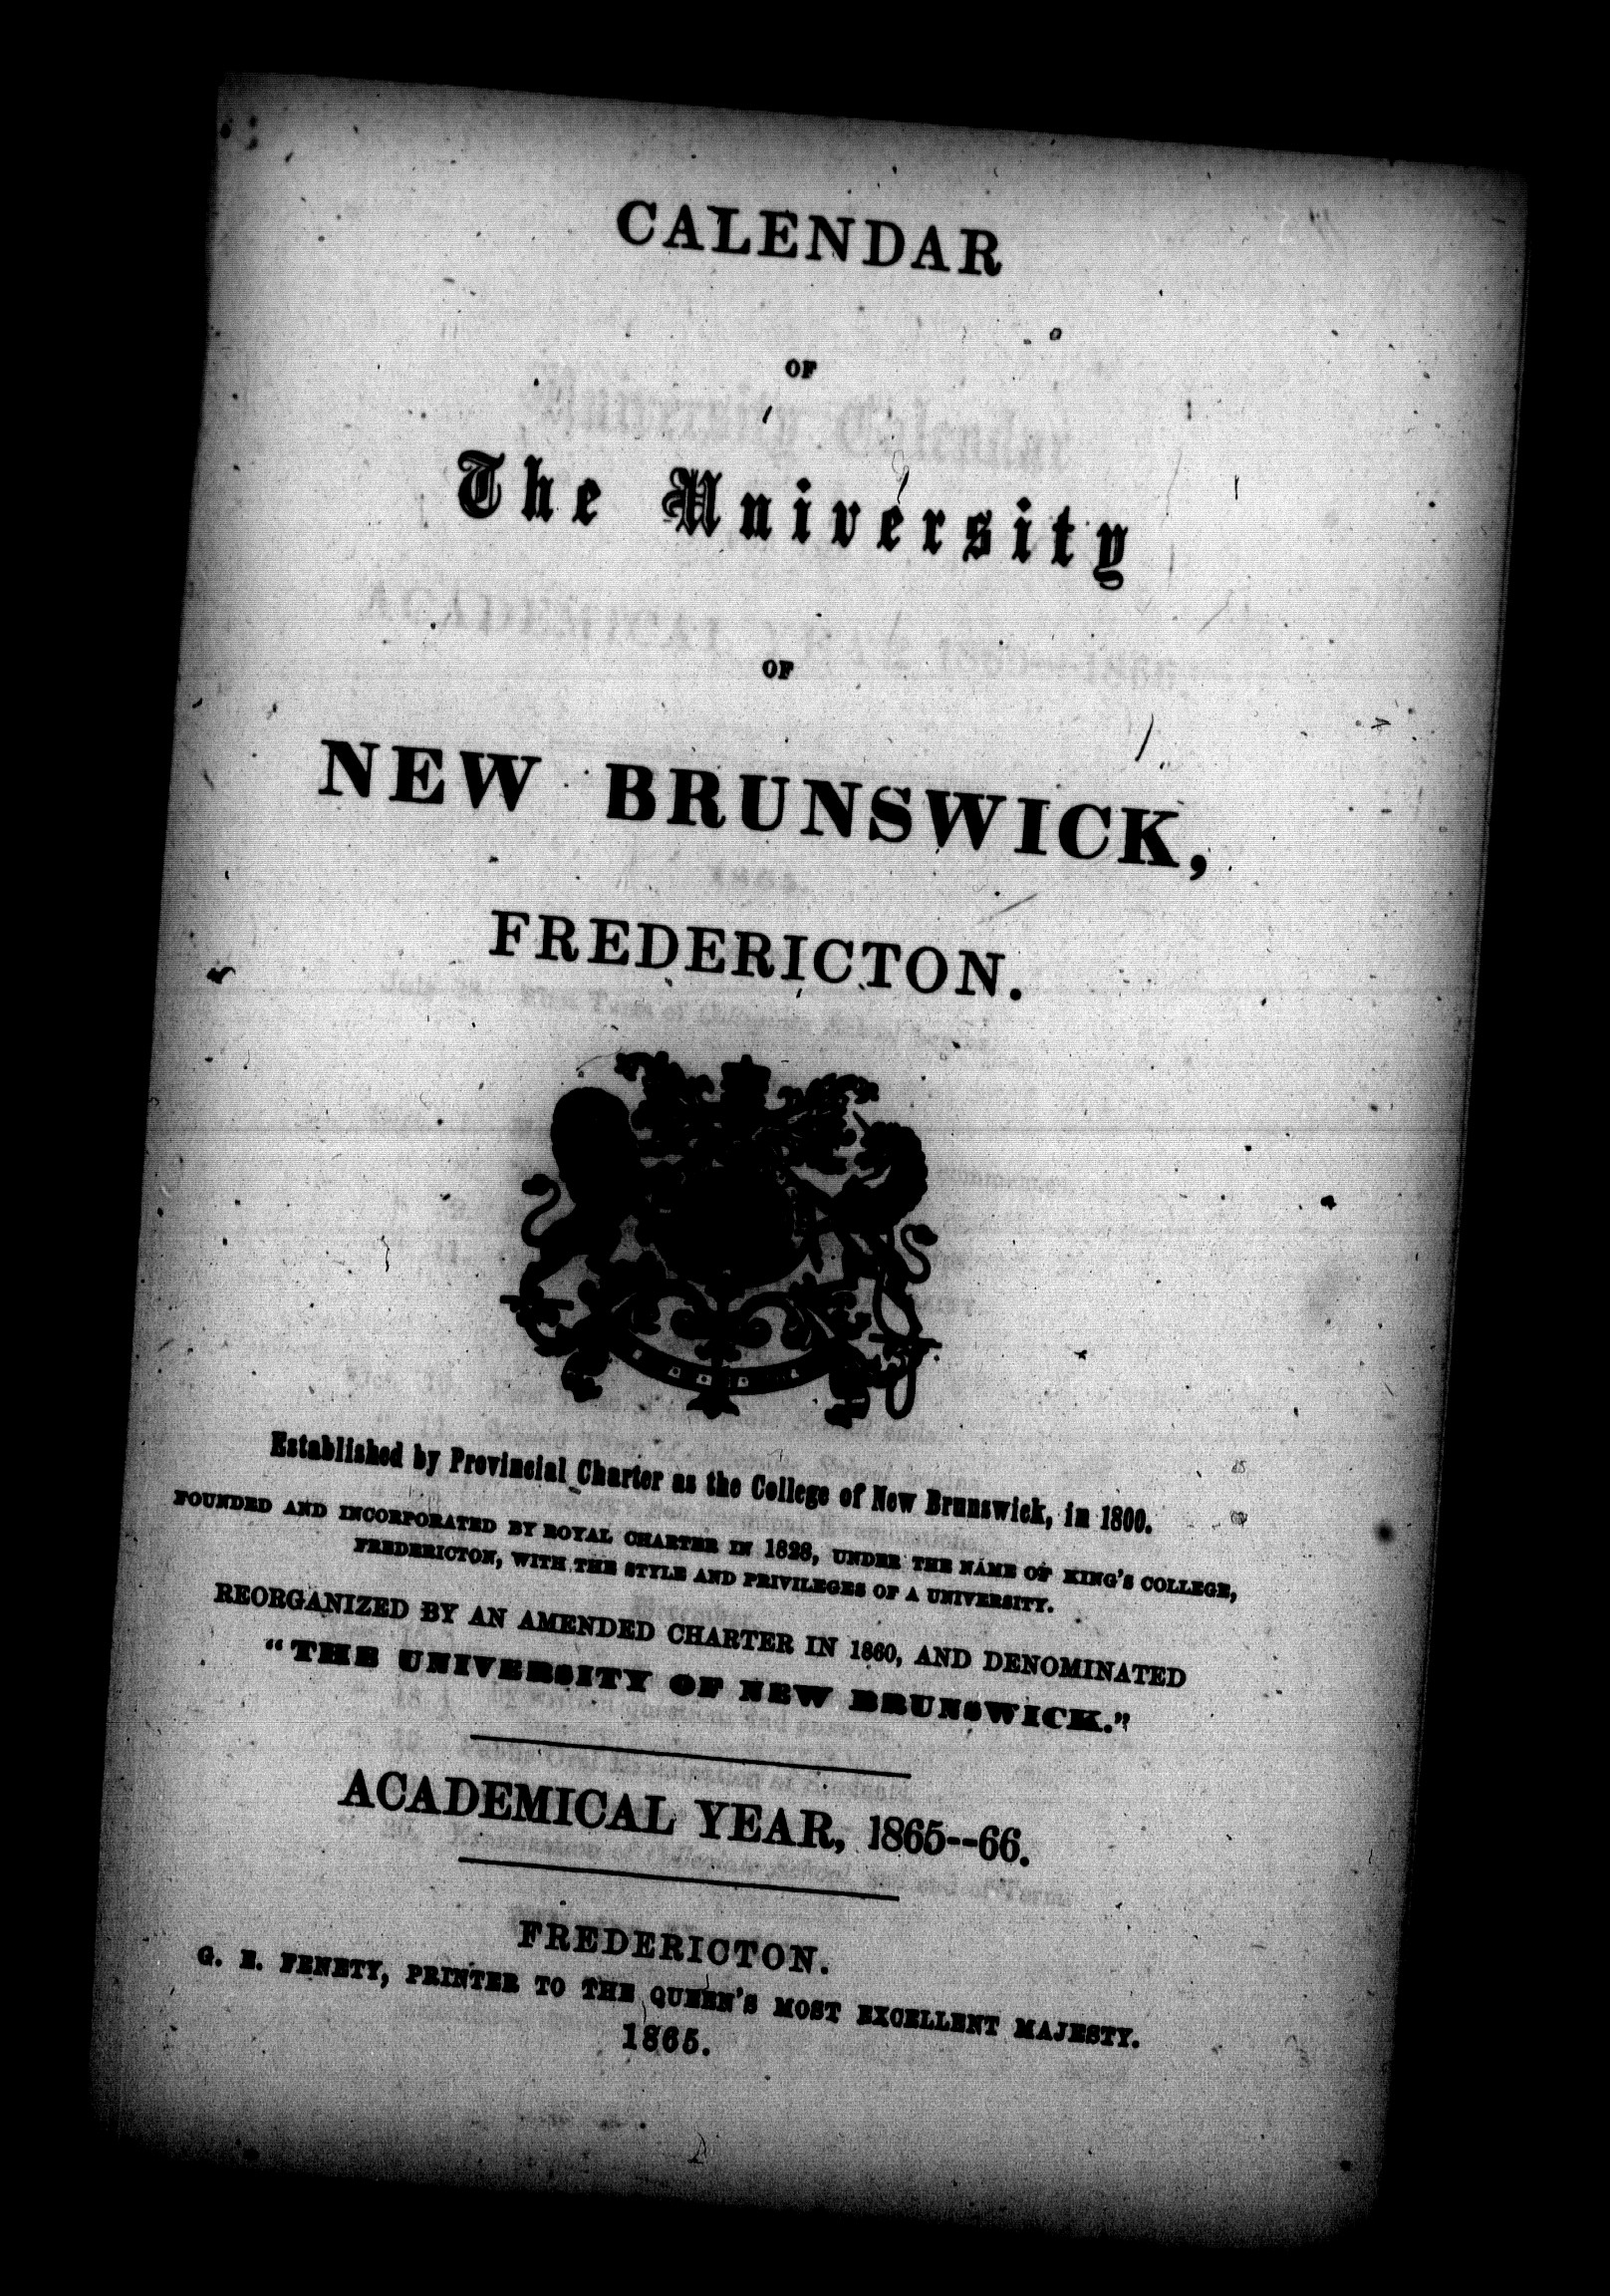 CALENDAR
OF
The University
OF
NEW BRUNSWICK,
FREDERICTON.
Established by Provincial Charter as the College of New Brunswick, in 1800.
FOUNDED AND INCORPORATED BY ROYAL CHARTER IN 1828, UNDER THE NAME OF KING'S COLLEGE,
FREDERICTON, WITH THE STYLE AND PRIVILEGES OF A UNIVERSITY.
REORGANIZED BY AN AMENDED CHARTER IN 1860, AND DENOMINATED
"THE UNIVERSITY OF NEW BRUNSWICK."
ACADEMICAL YEAR, 1865--66.
FREDERICTON.
G. E. FENETY, PRINTER TO THE QUEEN'S MOST EXCELLENT MAJESTY.
1865.